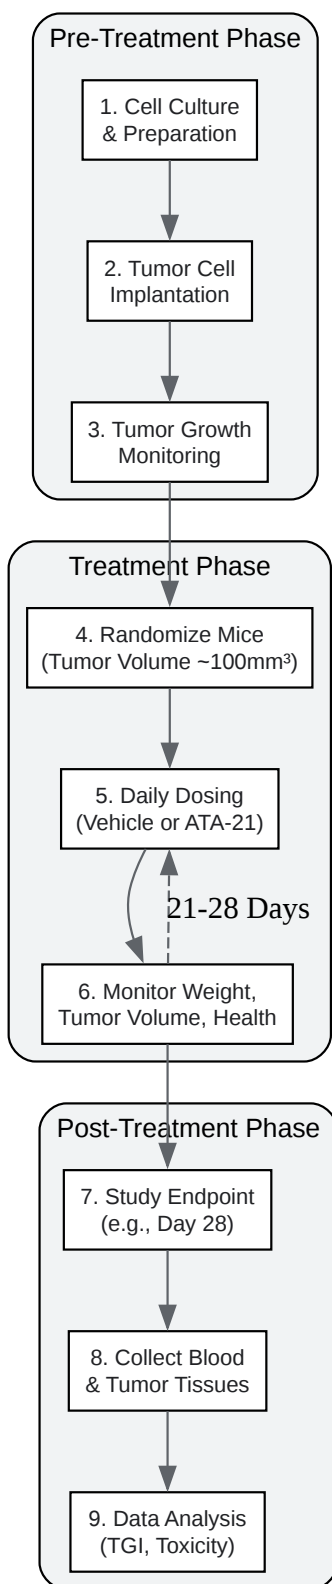 Pre-Treatment Phase
1. Cell Culture
& Preparation
2. Tumor Cell
Implantation
3. Tumor Growth
Monitoring
Treatment Phase
4. Randomize Mice
(Tumor Volume ~100mm³)
5. Daily Dosing
(Vehicle or ATA-21)
21-28 Days
6. Monitor Weight,
Tumor Volume, Health
Post-Treatment Phase
7. Study Endpoint
(e.g., Day 28)
8. Collect Blood
& Tumor Tissues
9. Data Analysis
(TGI, Toxicity)